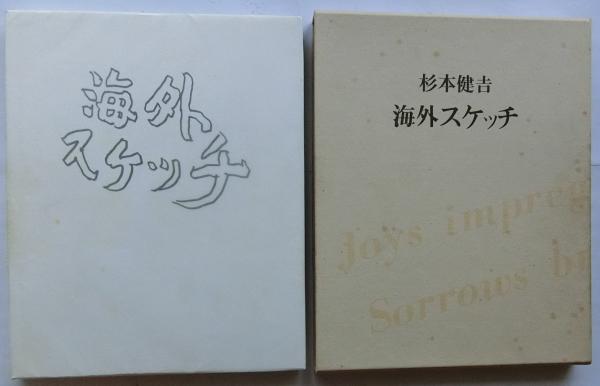 海外
スケッチ
杉本健吉
海外スケッチ
Joys impreg
Sorrows br